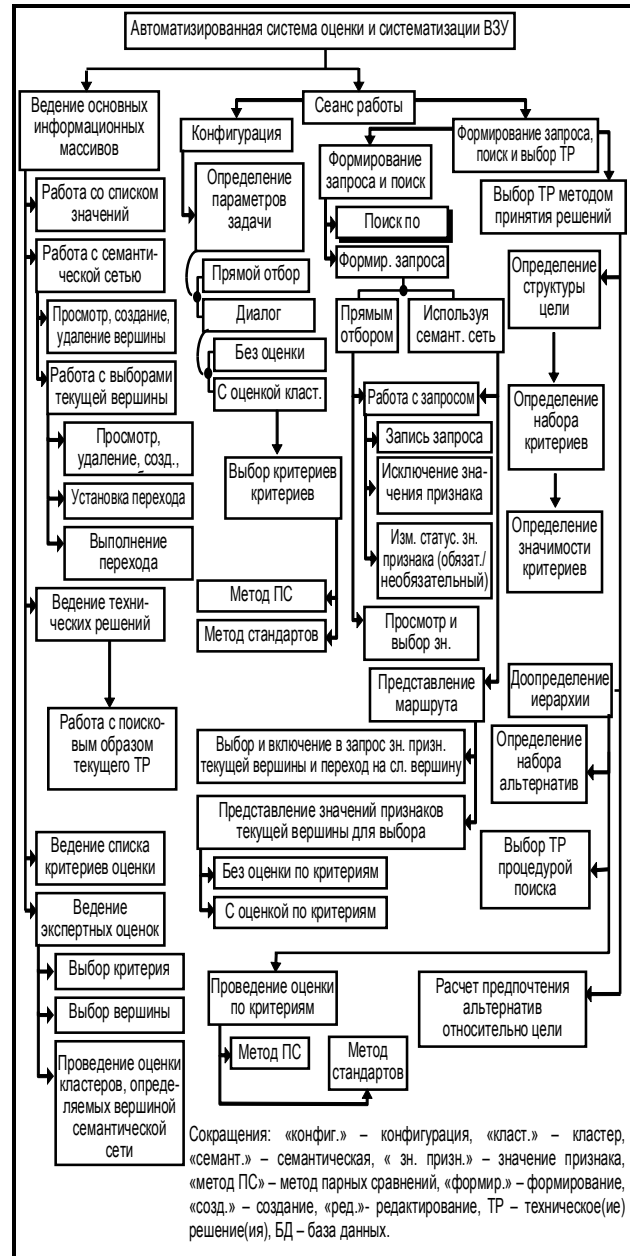 Автоматизированная система оценки и систематизации ВЗУ
Ведение основных
информационных
массивов
Сеанс работы
Конфигурация
Формирование запроса,
поиск и выбор ТР
Формирование
запроса и поиск
Определение
параметров
задачи
Работа со списком
значений
Выбор ТР методом
принятия решений
Поиск по
Работа с семанти-
ческой сетью
Формир. запроса
Прямой отбор
Определение
структуры
цели
Диалог
Просмотр, создание,
удаление вершины
Прямым
отбором
Используя
семант. сеть
Без оценки
Работа с выборами
текущей вершины
С оценкой класт.
Работа с запросом
Определение
набора
критериев
Запись запроса
Просмотр,
удаление, созд.,
Выбор критериев
критериев
Исключение зна-
чения признака
Установка перехода
Определение
значимости
критериев
Изм. статус. зн.
признака (обязат./
необязательный)
Выполнение
перехода
Метод ПС
Ведение техни-
ческих решений
Метод стандартов
Просмотр и
выбор зн.
Представление
маршрута
Доопределение
иерархии
Работа с поиско-
вым образом
текущего ТР
Выбор и включение в запрос зн. призн.
текущей вершины и переход на сл. вершину
Определение
набора
альтернатив
Представление значений признаков
текущей вершины для выбора
Ведение списка
критериев оценки
Выбор ТР
процедурой
поиска
Без оценки по критериям
Ведение
экспертных оценок
С оценкой по критериям
Выбор критерия
Проведение оценки
по критериям
Расчет предпочтения
альтернатив
относительно цели
Выбор вершины
Метод ПС
Метод
стандартов
Проведение оценки
кластеров, опреде-
ляемых вершиной
семантической
сети
Сокращения: «конфиг.» – конфигурация, «класт.» – кластер,
«семант.» – семантическая, « зн. призн.» – значение признака,
«метод ПС» – метод парных сравнений, «формир.» – формирование,
«созд.» – создание, «ред.»- редактирование, ТР – техническое(ие)
решение(ия), БД – база данных.